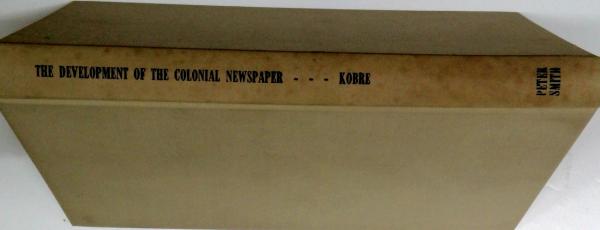 THE DEVELOPMENT OF THE COLONIAL NEWSPAPER - - - KOBRE
PETER
SMITH